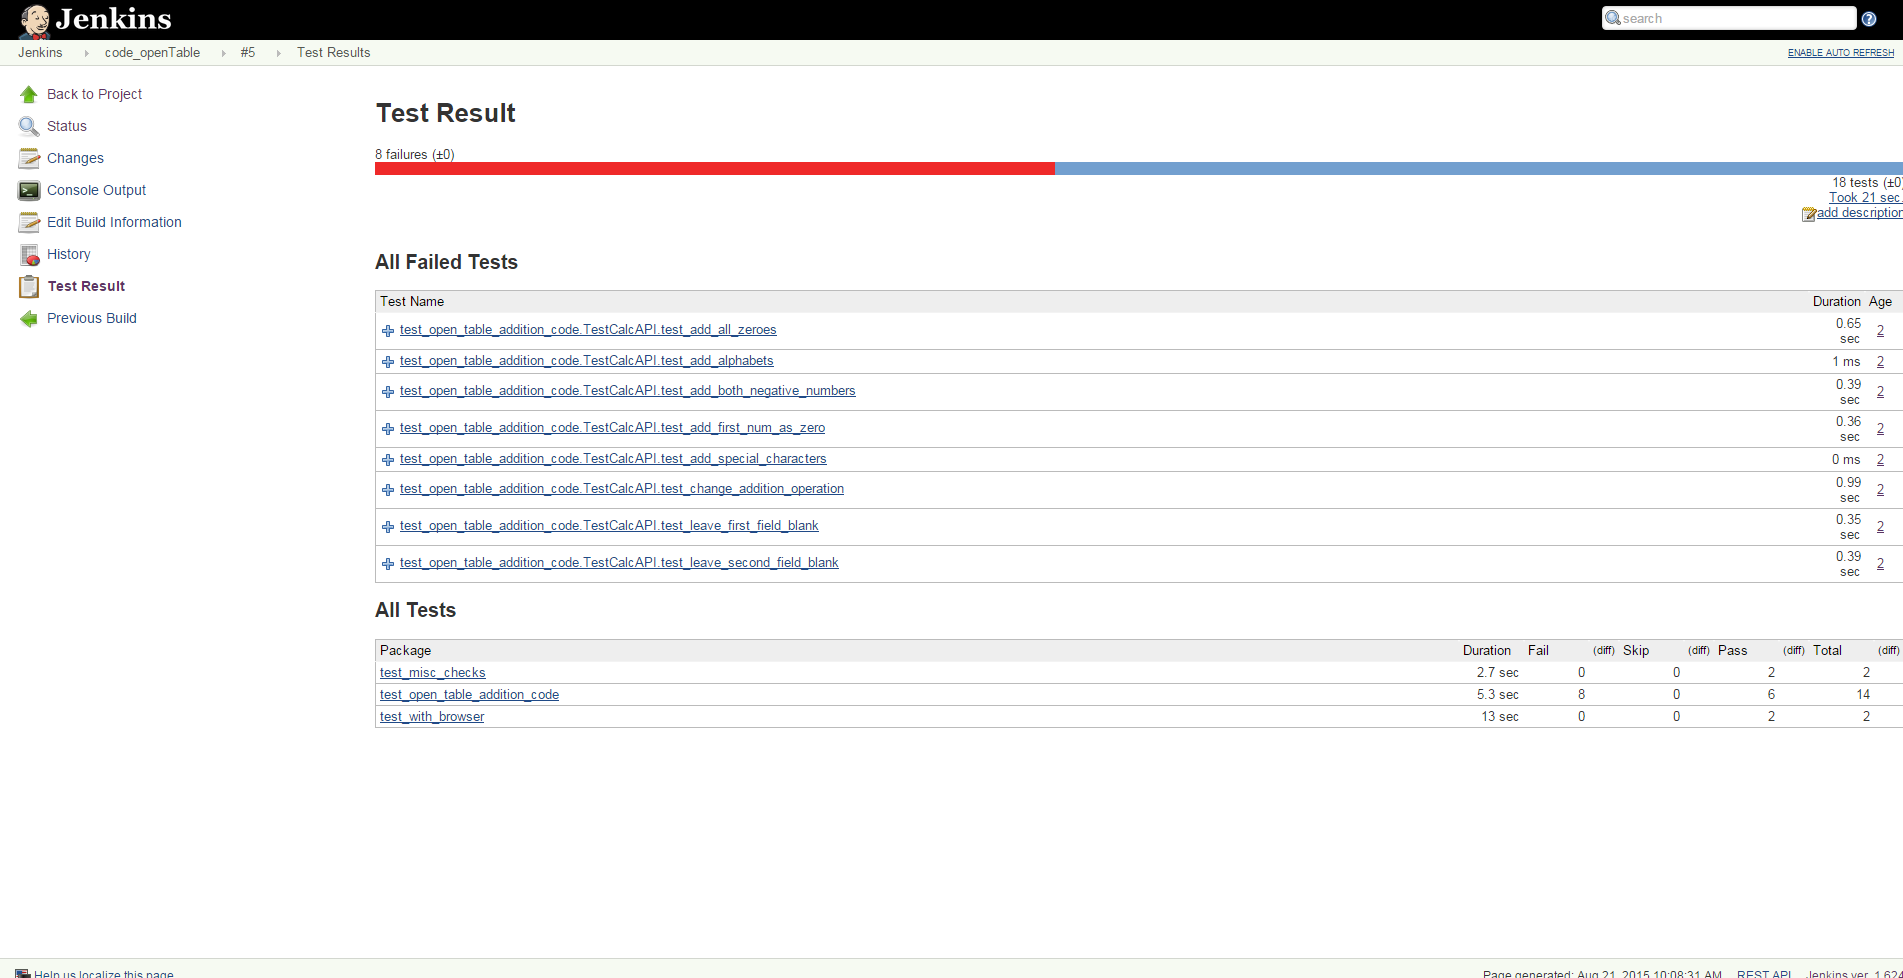 Jenkins
search
Jenkins code_openTable #5 Test Results
ENABLE AUTO REFRESH
Back to Project
Status
Changes
Console Output
Edit Build Information
History
Test Result
Previous Build
Test Result
8 failures (±0)
18 tests (±0)
Took 21 sec.
add description
All Failed Tests
Test Name Duration Age
test_open_table_addition_code.TestCalcAPI.test_add_all_zeroes 0.65 sec 2
test_open_table_addition_code.TestCalcAPI.test_add_alphabets 1 ms 2
test_open_table_addition_code.TestCalcAPI.test_add_both_negative_numbers 0.39 sec 2
test_open_table_addition_code.TestCalcAPI.test_add_first_num_as_zero 0.36 sec 2
test_open_table_addition_code.TestCalcAPI.test_add_special_characters 0 ms 2
test_open_table_addition_code.TestCalcAPI.test_change_addition_operation 0.99 sec 2
test_open_table_addition_code.TestCalcAPI.test_leave_first_field_blank 0.35 sec 2
test_open_table_addition_code.TestCalcAPI.test_leave_second_field_blank 0.39 sec 2
All Tests
Package Duration Fail (diff) Skip (diff) Pass (diff) Total (diff)
test_misc_checks 2.7 sec 0 0 2 2
test_open_table_addition_code 5.3 sec 8 0 6 14
test_with_browser 13 sec 0 0 2 2
Help us localize this page
Page generated: Aug 21, 2015 10:08:31 AM REST API Jenkins ver. 1.624